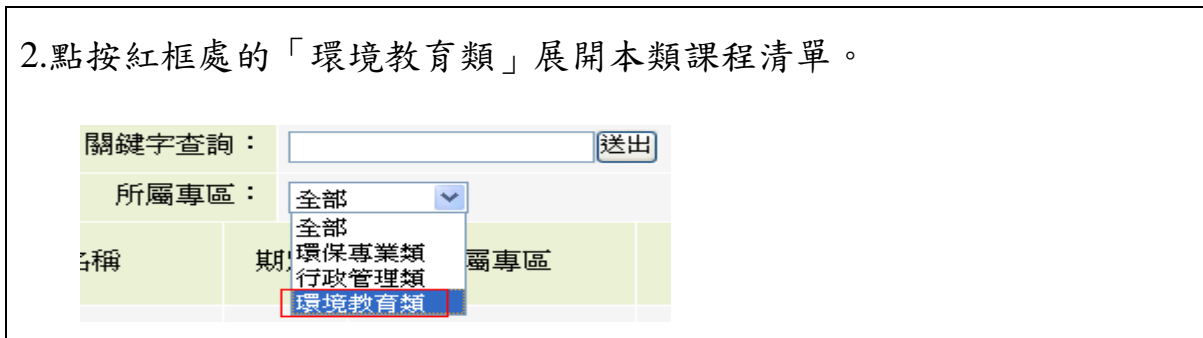 2.點按紅框處的「環境教育類」展開本類課程清單。
關鍵字查詢：
送出
所屬專區：
全部
全部
環保專業類
行政管理類
環境教育類
稱
期
屬專區